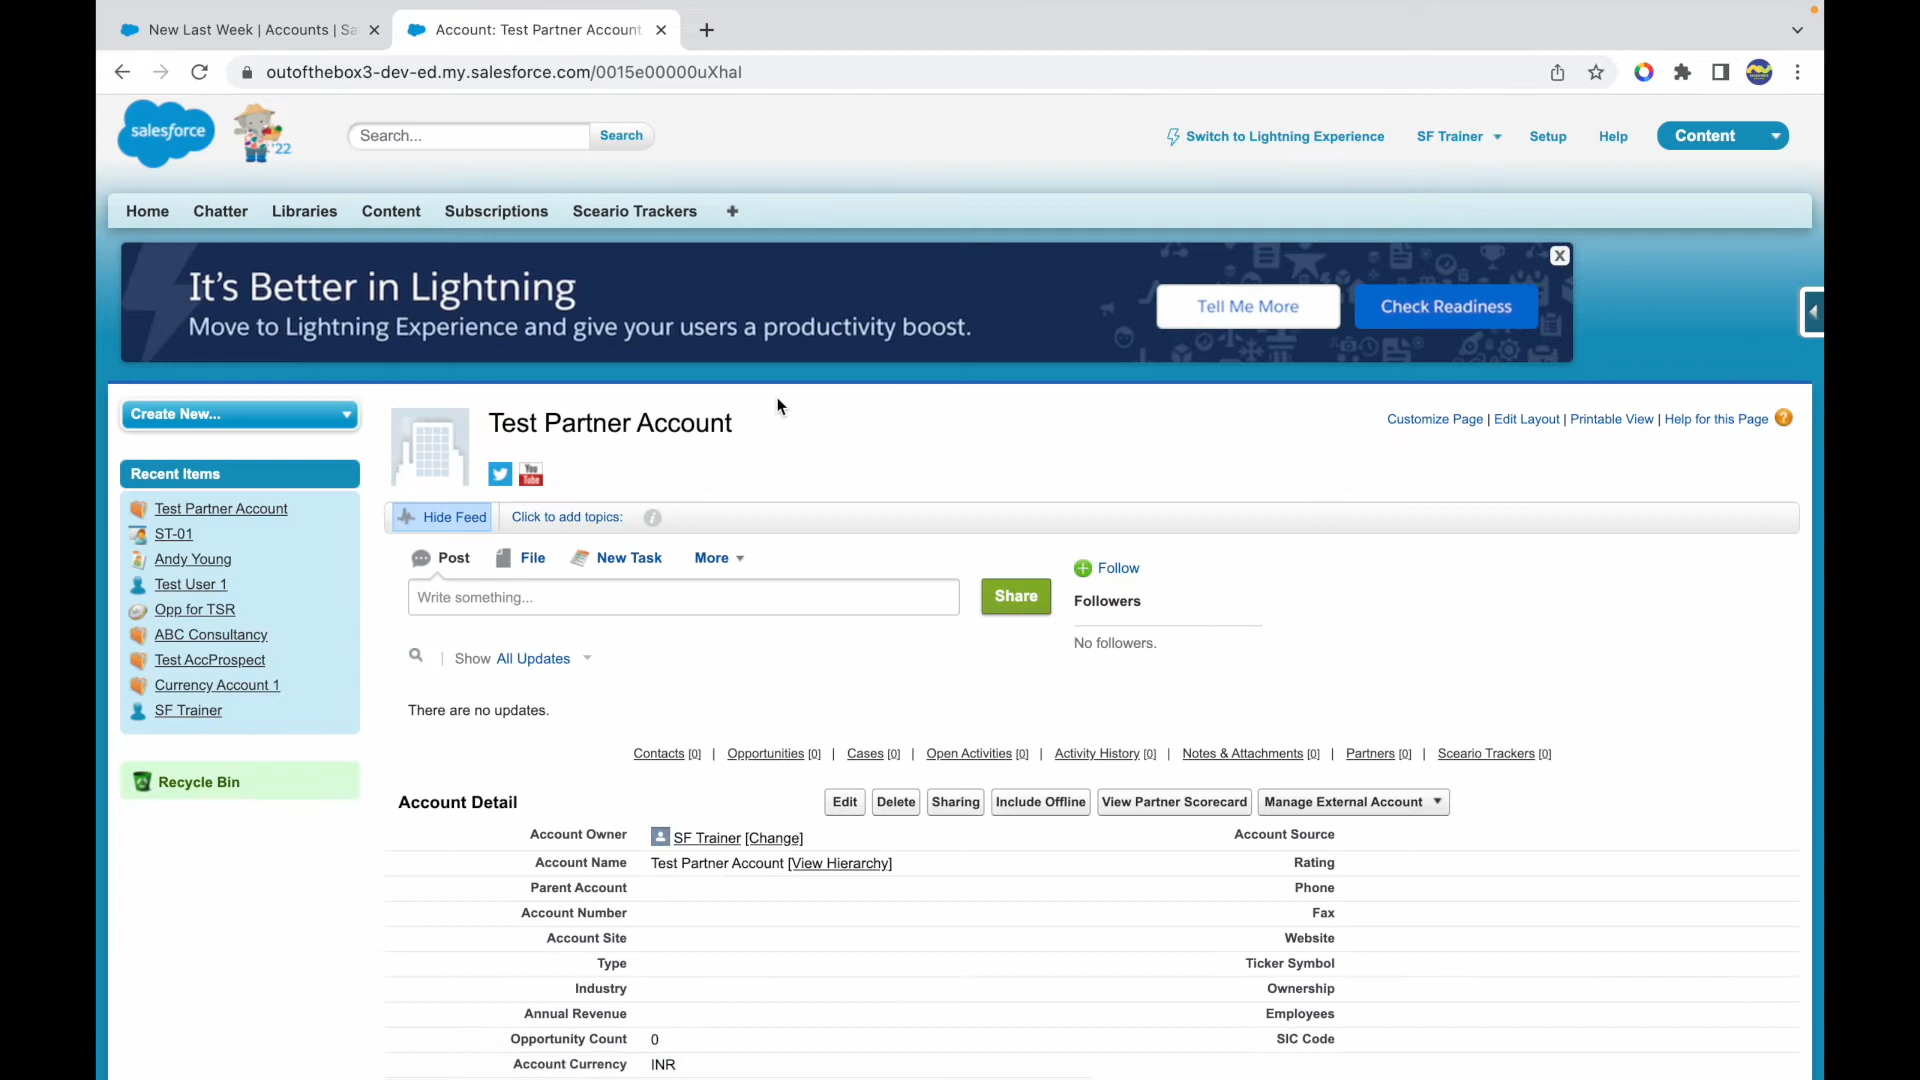 New Last Week | Accounts | Sa
Account: Test Partner Account
outofthebox3-dev-ed.my.salesforce.com/0015e00000uXhaI
salesforce
'22
Search...
Search
Switch to Lightning Experience
SF Trainer
Setup
Help
Content
Home
Chatter
Libraries
Content
Subscriptions
Sceario Trackers
It's Better in Lightning
Move to Lightning Experience and give your users a productivity boost.
Tell Me More
Check Readiness
X
Create New...
Test Partner Account
Customize Page | Edit Layout | Printable View | Help for this Page ?
You
Tube
Recent Items
Test Partner Account
ST-01
Andy Young
Test User 1
Opp for TSR
ABC Consultancy
Test AccProspect
Currency Account 1
SF Trainer
Recycle Bin
Hide Feed
Click to add topics:
i
Post
File
New Task
More
Write something...
Share
Follow
Followers
No followers.
Show All Updates
There are no updates.
Contacts [0] | Opportunities [0] | Cases [0] | Open Activities [0] | Activity History [0] | Notes & Attachments [0] | Partners [0] | Sceario Trackers [0]
Account Detail
Edit
Delete
Sharing
Include Offline
View Partner Scorecard
Manage External Account
Account Owner SF Trainer [Change]
Account Source
Account Name Test Partner Account [View Hierarchy]
Rating
Parent Account
Phone
Account Number
Fax
Account Site
Website
Type
Ticker Symbol
Industry
Ownership
Annual Revenue
Employees
Opportunity Count 0
SIC Code
Account Currency INR